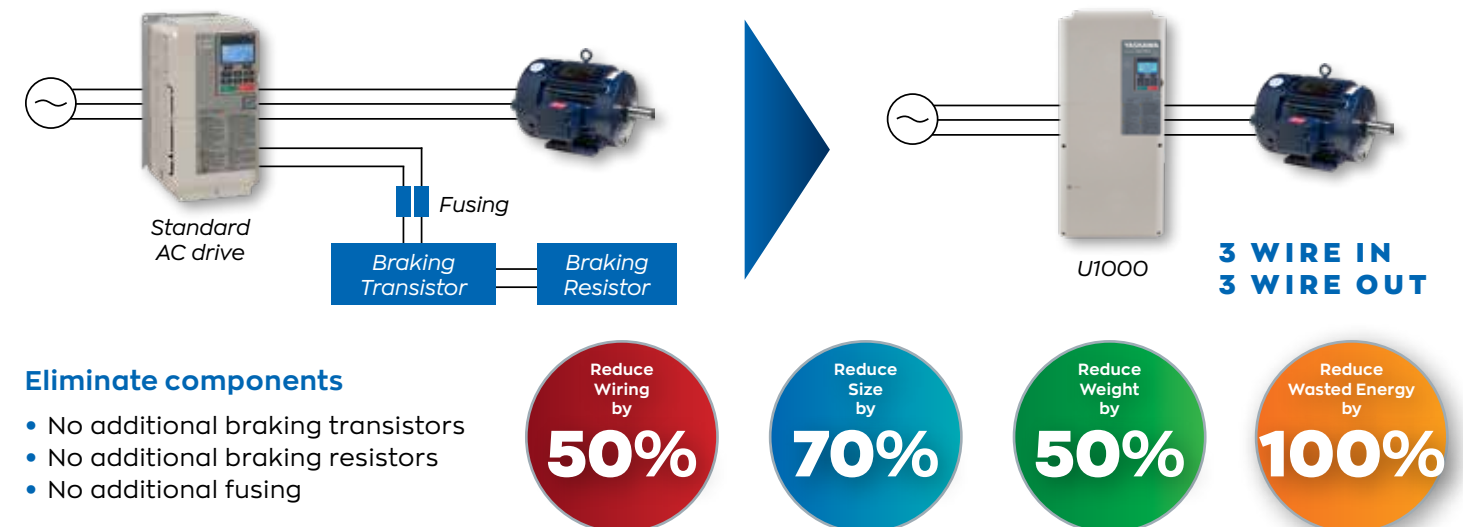 Standard
AC drive
Fusing
Braking
Transistor
Braking
Resistor
YASKAWA
U1000
3 WIRE IN
3 WIRE OUT
Eliminate components
• No additional braking transistors
• No additional braking resistors
• No additional fusing
Reduce
Wiring
by
50%
Reduce
Size
by
70%
Reduce
Weight
by
50%
Reduce
Wasted Energy
by
100%